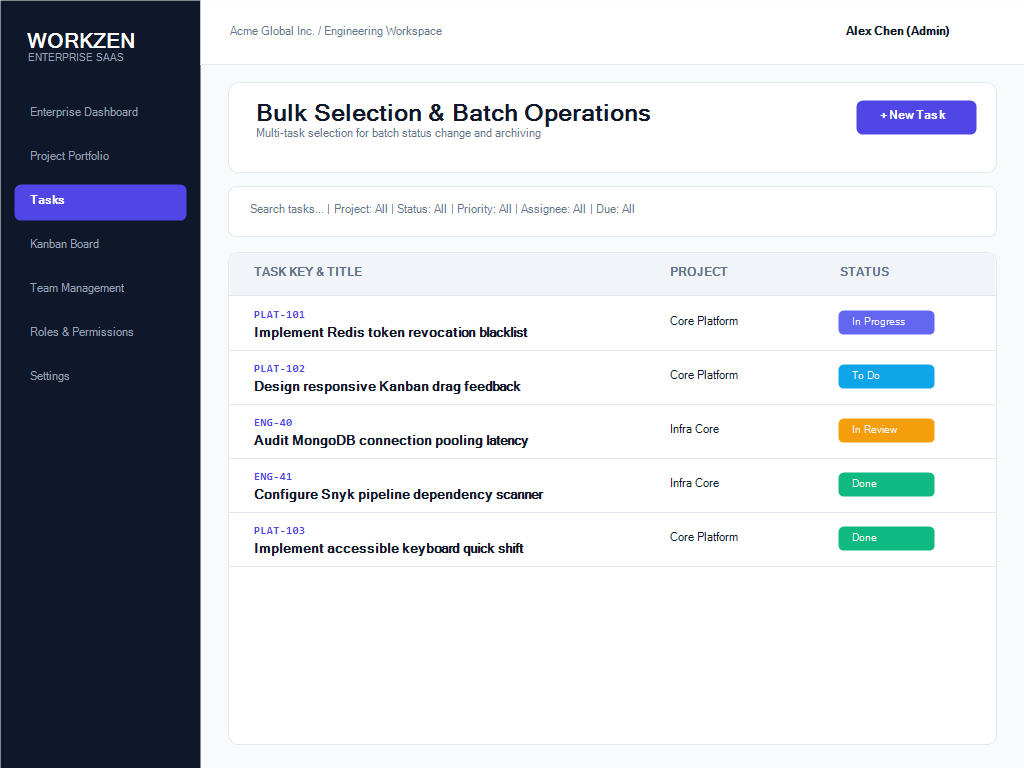 WORKZEN
ENTERPRISE SAAS
Enterprise Dashboard
Project Portfolio
Tasks
Kanban Board
Team Management
Roles & Permissions
Settings
Acme Global Inc. / Engineering Workspace
Alex Chen (Admin)
Bulk Selection & Batch Operations
Multi-task selection for batch status change and archiving
+ New Task
Search tasks... | Project: All | Status: All | Priority: All | Assignee: All | Due: All
TASK KEY & TITLE PROJECT STATUS
PLAT-101
Implement Redis token revocation blacklist
Core Platform
In Progress
PLAT-102
Design responsive Kanban drag feedback
Core Platform
To Do
ENG-40
Audit MongoDB connection pooling latency
Infra Core
In Review
ENG-41
Configure Snyk pipeline dependency scanner
Infra Core
Done
PLAT-103
Implement accessible keyboard quick shift
Core Platform
Done